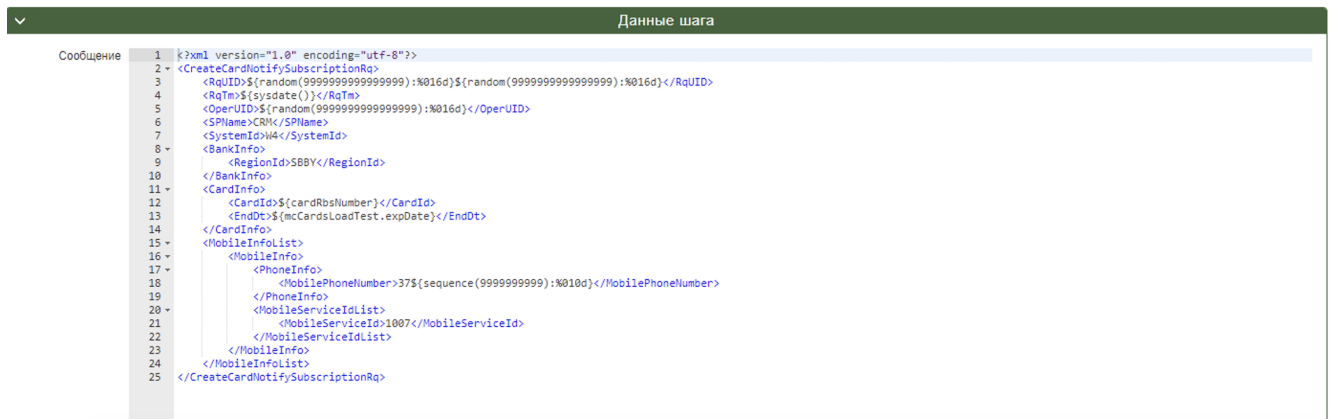 Данные шага
Сообщение
1 <?xml version="1.0" encoding="utf-8"?>
2 <CreateCardNotifySubscriptionRq>
3 <RqUID>${random(9999999999999999):%016d}${random(9999999999999999):%016d}</RqUID>
4 <RqTm>${sysdate()}</RqTm>
5 <OperUID>${random(9999999999999999):%016d}</OperUID>
6 <SPName>CRM</SPName>
7 <SystemId>W4</SystemId>
8 <BankInfo>
9 <RegionId>SBBY</RegionId>
10 </BankInfo>
11 <CardInfo>
12 <CardId>${cardRbsNumber}</CardId>
13 <EndDt>${mcCardsLoadTest.expDate}</EndDt>
14 </CardInfo>
15 <MobileInfoList>
16 <MobileInfo>
17 <PhoneInfo>
18 <MobilePhoneNumber>37${sequence(9999999999):%010d}</MobilePhoneNumber>
19 </PhoneInfo>
20 <MobileServiceIdList>
21 <MobileServiceId>1007</MobileServiceId>
22 </MobileServiceIdList>
23 </MobileInfo>
24 </MobileInfoList>
25 </CreateCardNotifySubscriptionRq>